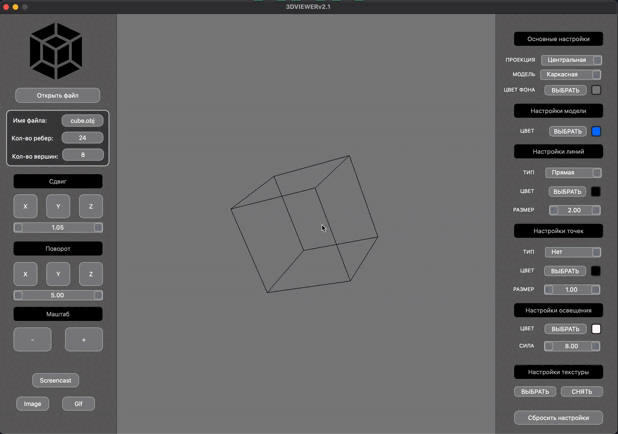 3DVIEWERv2.1
Открыть файл
Имя файла: cube.obj
Кол-во ребер: 24
Кол-во вершин: 8
Сдвиг
X Y Z
1.05
Поворот
X Y Z
5.00
Маштаб
- +
Screencast
Image Gif
Основные настройки
ПРОЕКЦИЯ Центральная
МОДЕЛЬ Каркасная
ЦВЕТ ФОНА ВЫБРАТЬ
Настройки модели
ЦВЕТ ВЫБРАТЬ
Настройки линий
ТИП Прямая
ЦВЕТ ВЫБРАТЬ
РАЗМЕР 2.00
Настройки точек
ТИП Нет
ЦВЕТ ВЫБРАТЬ
РАЗМЕР 1.00
Настройки освещения
ЦВЕТ ВЫБРАТЬ
СИЛА 8.00
Настройки текстуры
ВЫБРАТЬ СНЯТЬ
Сбросить настройки